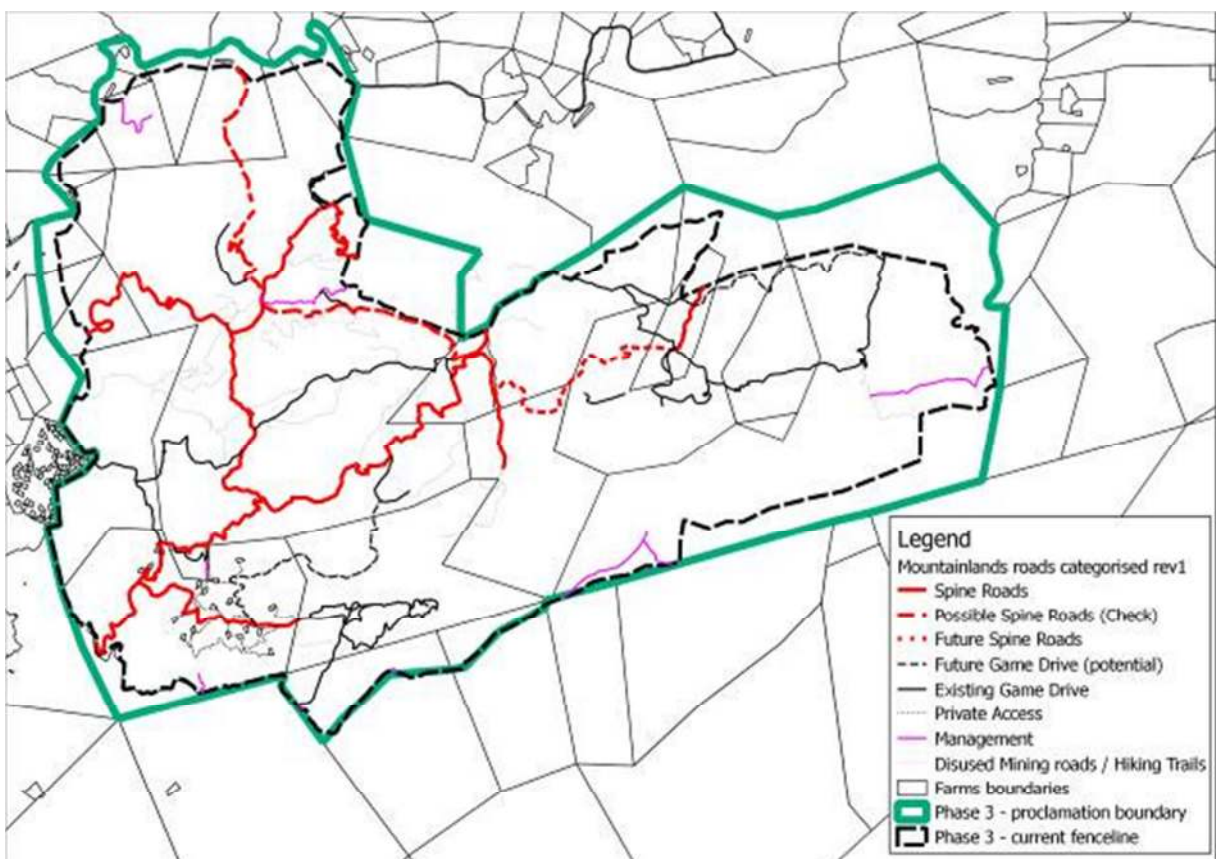 Legend
Mountainlands roads categorised rev1
Spine Roads
Possible Spine Roads (Check)
Future Spine Roads
Future Game Drive (potential)
Existing Game Drive
Private Access
Management
Disused Mining roads / Hiking Trails
Farms boundaries
Phase 3 - proclamation boundary
Phase 3 - current fenceline